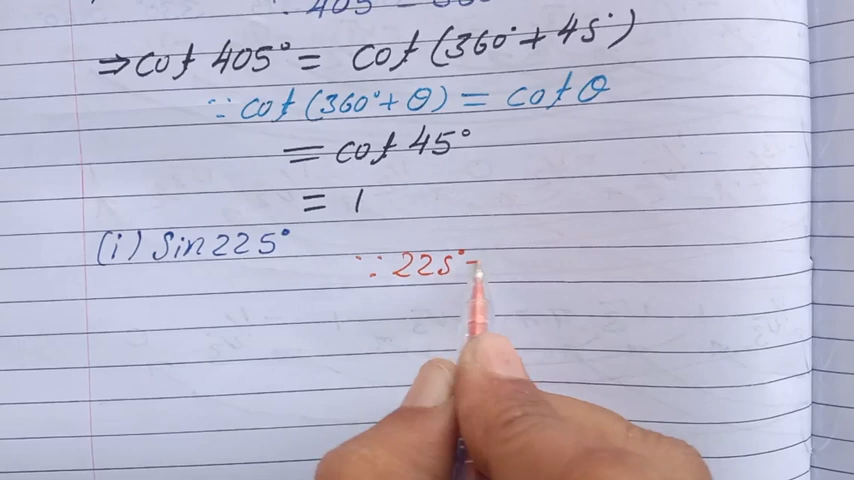 ⇒ cot 405° = cot (360° + 45°)
∵ cot (360° + θ) = cot θ
= cot 45°
= 1
(i) Sin 225°
∵ 225°